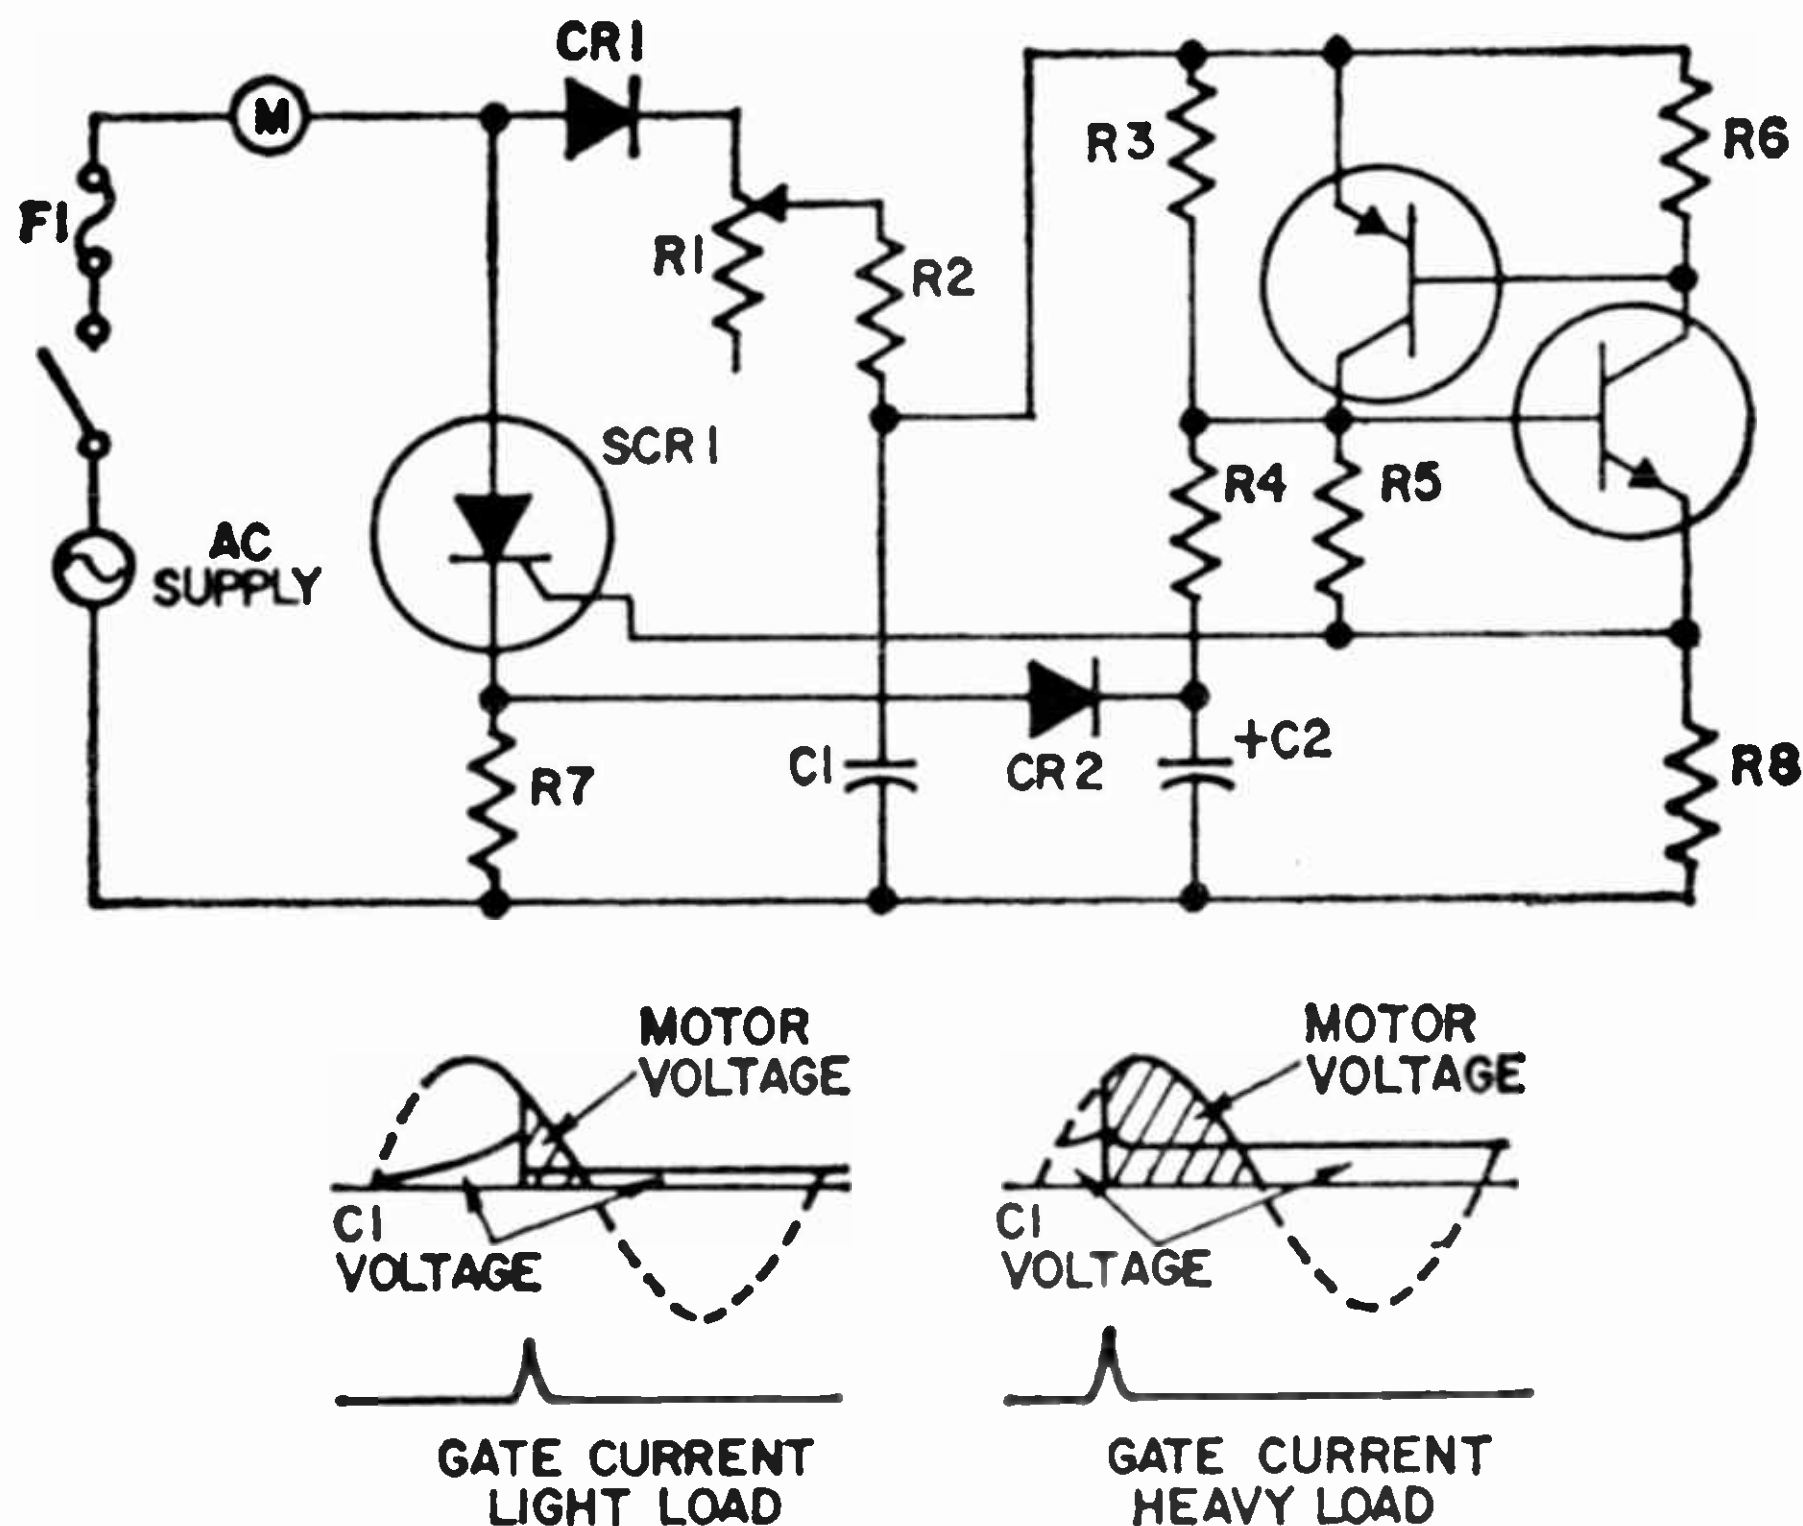 CR1
M
F1
R1
R2
R3
R6
SCR1
R4
R5
AC
SUPPLY
R7
C1
CR2
+C2
R8
MOTOR
VOLTAGE
C1
VOLTAGE
GATE CURRENT
LIGHT LOAD
MOTOR
VOLTAGE
C1
VOLTAGE
GATE CURRENT
HEAVY LOAD